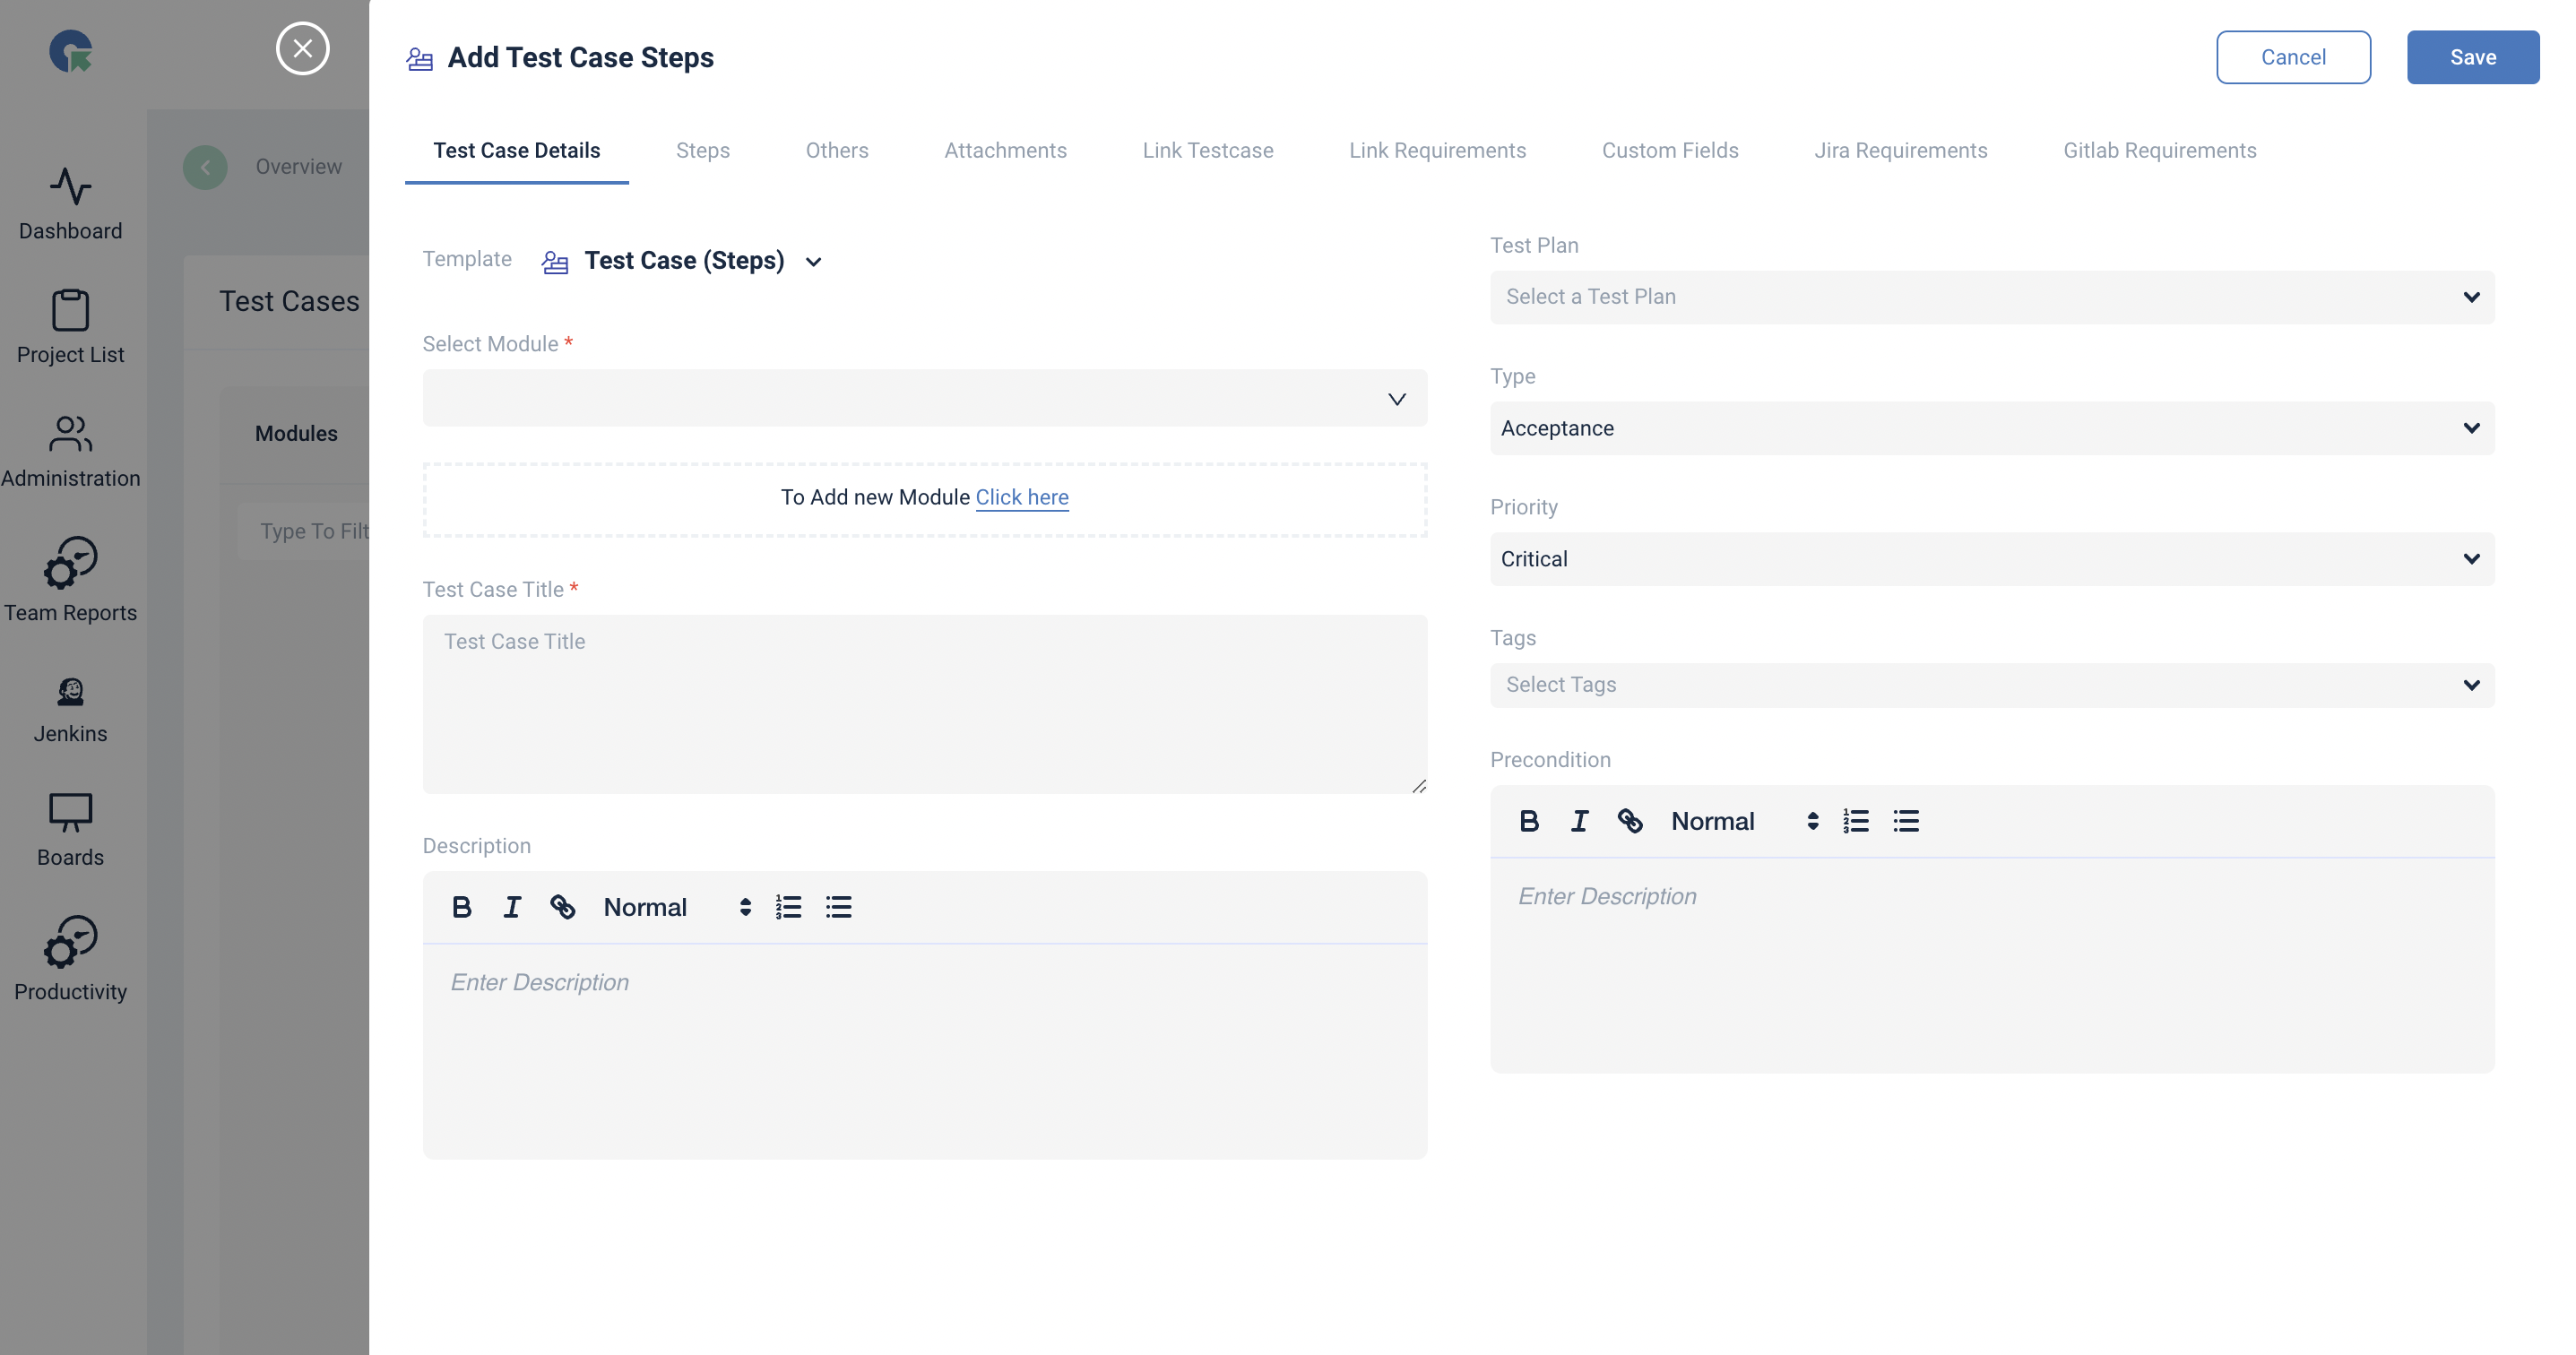 Add Test Case Steps
Cancel
Save
Test Case Details
Steps
Others
Attachments
Link Testcase
Link Requirements
Custom Fields
Jira Requirements
Gitlab Requirements
Dashboard
Project List
Administration
Team Reports
Jenkins
Boards
Productivity
Overview
Test Cases
Modules
Type To Filt
Template
Test Case (Steps)
Select Module *
To Add new Module Click here
Test Case Title *
Test Case Title
Description
B I Normal
Enter Description
Test Plan
Select a Test Plan
Type
Acceptance
Priority
Critical
Tags
Select Tags
Precondition
B I Normal
Enter Description